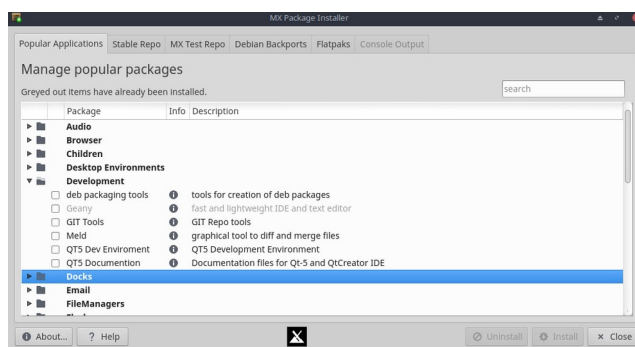 MX Package Installer
Popular Applications Stable Repo MX Test Repo Debian Backports Flatpaks Console Output
Manage popular packages
Greyed out items have already been installed.
search
Package Info Description
Audio
Browser
Children
Desktop Environments
Development
deb packaging tools tools for creation of deb packages
Geany fast and lightweight IDE and text editor
GIT Tools GIT Repo tools
Meld graphical tool to diff and merge files
QT5 Dev Enviroment QT5 Development Environment
QT5 Documention Documentation files for Qt-5 and QtCreator IDE
Docks
Email
FileManagers
About... ? Help Uninstall Install Close